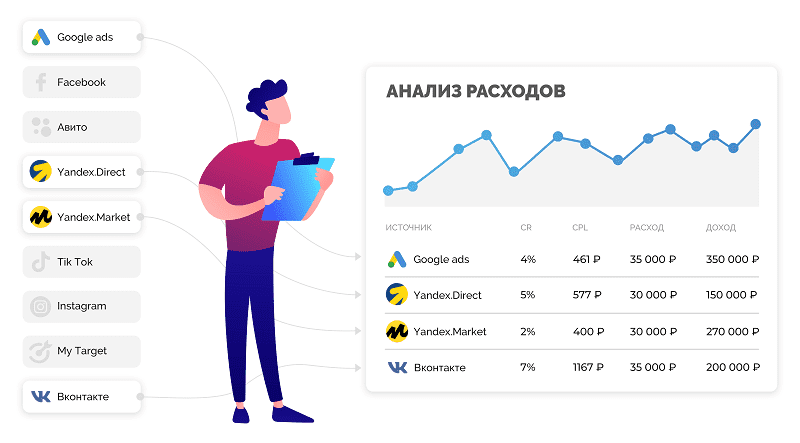 Google ads
Facebook
Авито
Yandex.Direct
Yandex.Market
Tik Tok
Instagram
My Target
Вконтакте
АНАЛИЗ РАСХОДОВ
ИСТОЧНИК CR CPL РАСХОД ДОХОД
Google ads 4% 461 ₽ 35 000 ₽ 350 000 ₽
Yandex.Direct 5% 577 ₽ 30 000 ₽ 150 000 ₽
Yandex.Market 2% 400 ₽ 30 000 ₽ 270 000 ₽
Вконтакте 7% 1167 ₽ 35 000 ₽ 200 000 ₽